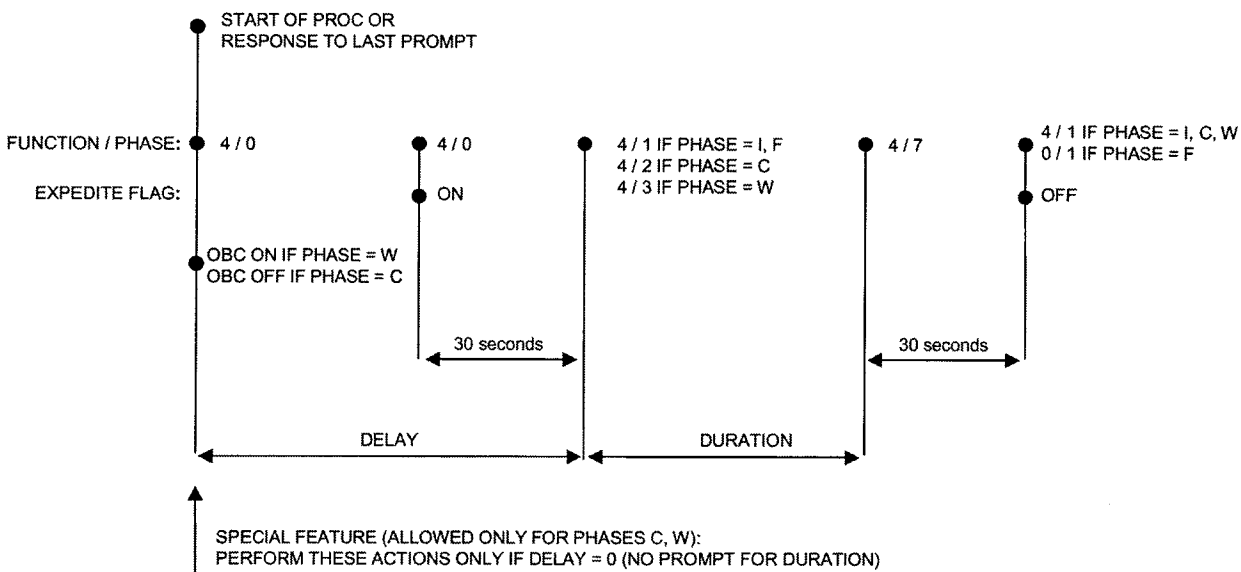 START OF PROC OR
RESPONSE TO LAST PROMPT
FUNCTION / PHASE:
4 / 0
4 / 0
4 / 1 IF PHASE = I, F
4 / 2 IF PHASE = C
4 / 3 IF PHASE = W
4 / 7
4 / 1 IF PHASE = I, C, W
0 / 1 IF PHASE = F
EXPEDITE FLAG:
ON
OFF
OBC ON IF PHASE = W
OBC OFF IF PHASE = C
30 seconds
30 seconds
DELAY
DURATION
SPECIAL FEATURE (ALLOWED ONLY FOR PHASES C, W):
PERFORM THESE ACTIONS ONLY IF DELAY = 0 (NO PROMPT FOR DURATION)